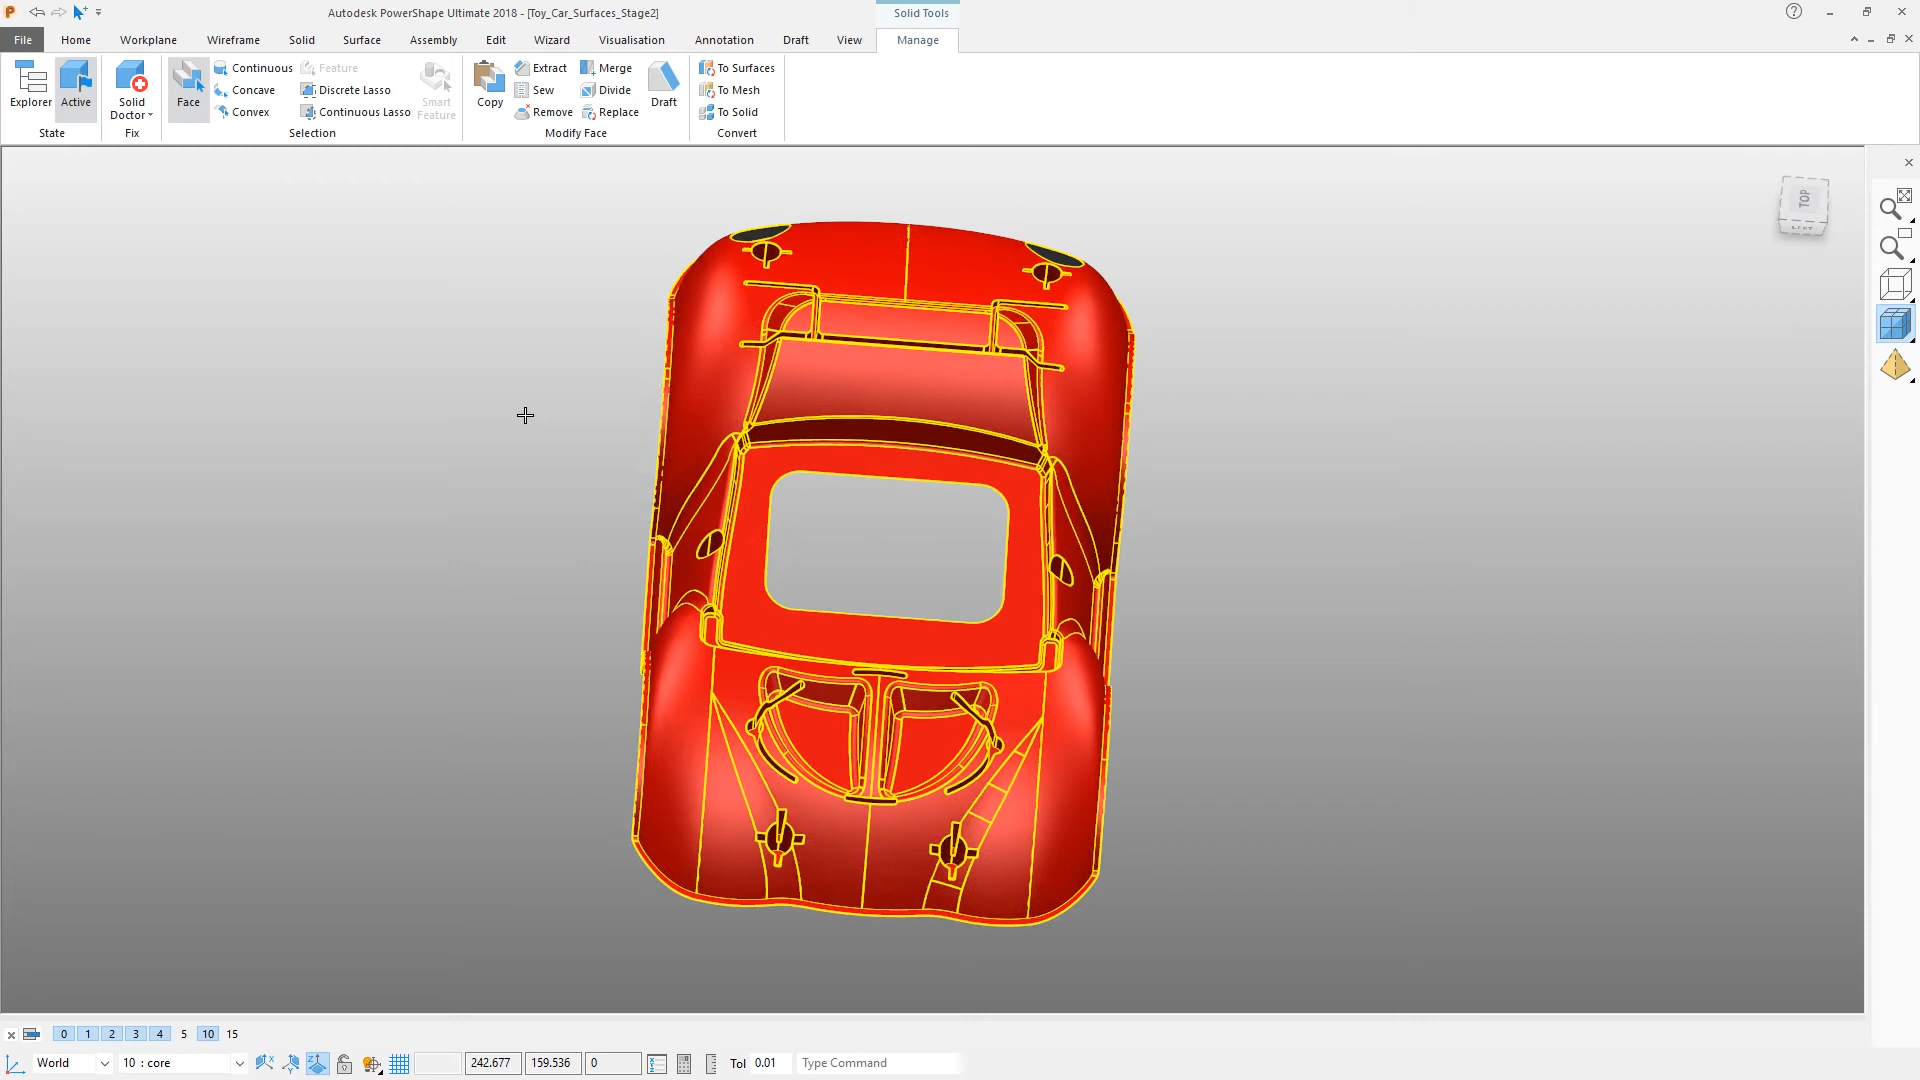 Autodesk PowerShape Ultimate 2018 - [Toy_Car_Surfaces_Stage2]
Solid Tools
File Home Workplane Wireframe Solid Surface Assembly Edit Wizard Visualisation Annotation Draft View Manage
Explorer Active
State
Solid Doctor
Fix
Face
Continuous
Concave
Convex
Feature
Discrete Lasso
Continuous Lasso
Smart Feature
Selection
Copy
Extract
Sew
Remove
Merge
Divide
Replace
Draft
Modify Face
To Surfaces
To Mesh
To Solid
Convert
TOP
LEFT
0 1 2 3 4 5 10 15
World 10 : core 242.677 159.536 0 Tol 0.01 Type Command